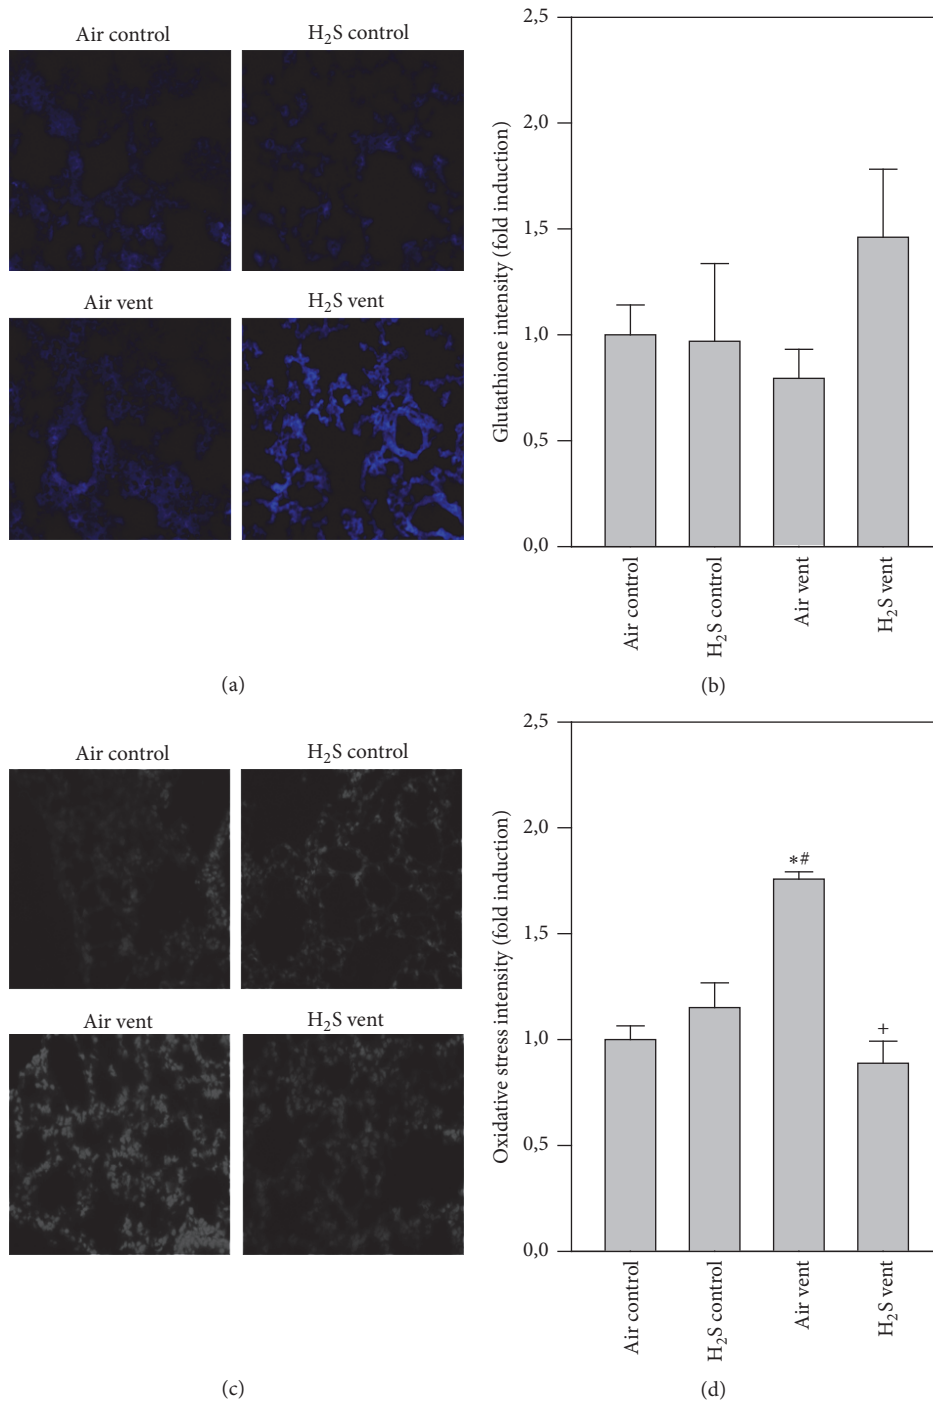 Air control
H₂S control
Air vent
H₂S vent
(a)
2,5
2,0
1,5
1,0
0,5
0,0
Glutathione intensity (fold induction)
Air control
H₂S control
Air vent
H₂S vent
(b)
Air control
H₂S control
Air vent
H₂S vent
(c)
2,5
2,0
1,5
1,0
0,5
0,0
Oxidative stress intensity (fold induction)
*#
+
Air control
H₂S control
Air vent
H₂S vent
(d)